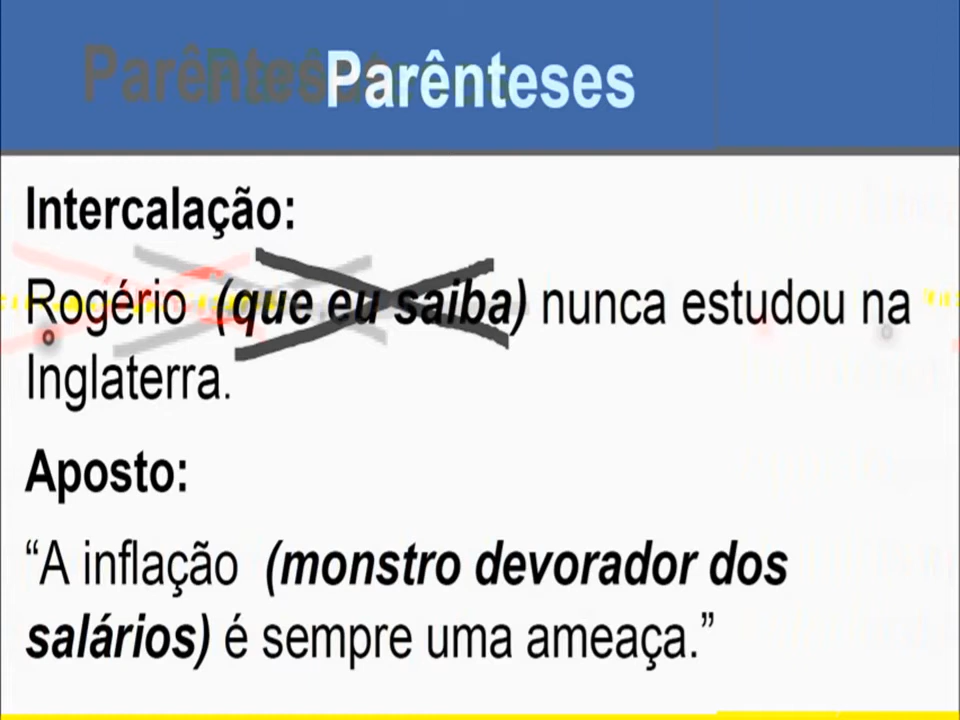 Parênteses
Intercalação:
Rogério (que eu saiba) nunca estudou na
Inglaterra.
Aposto:
“A inflação (monstro devorador dos
salários) é sempre uma ameaça.”